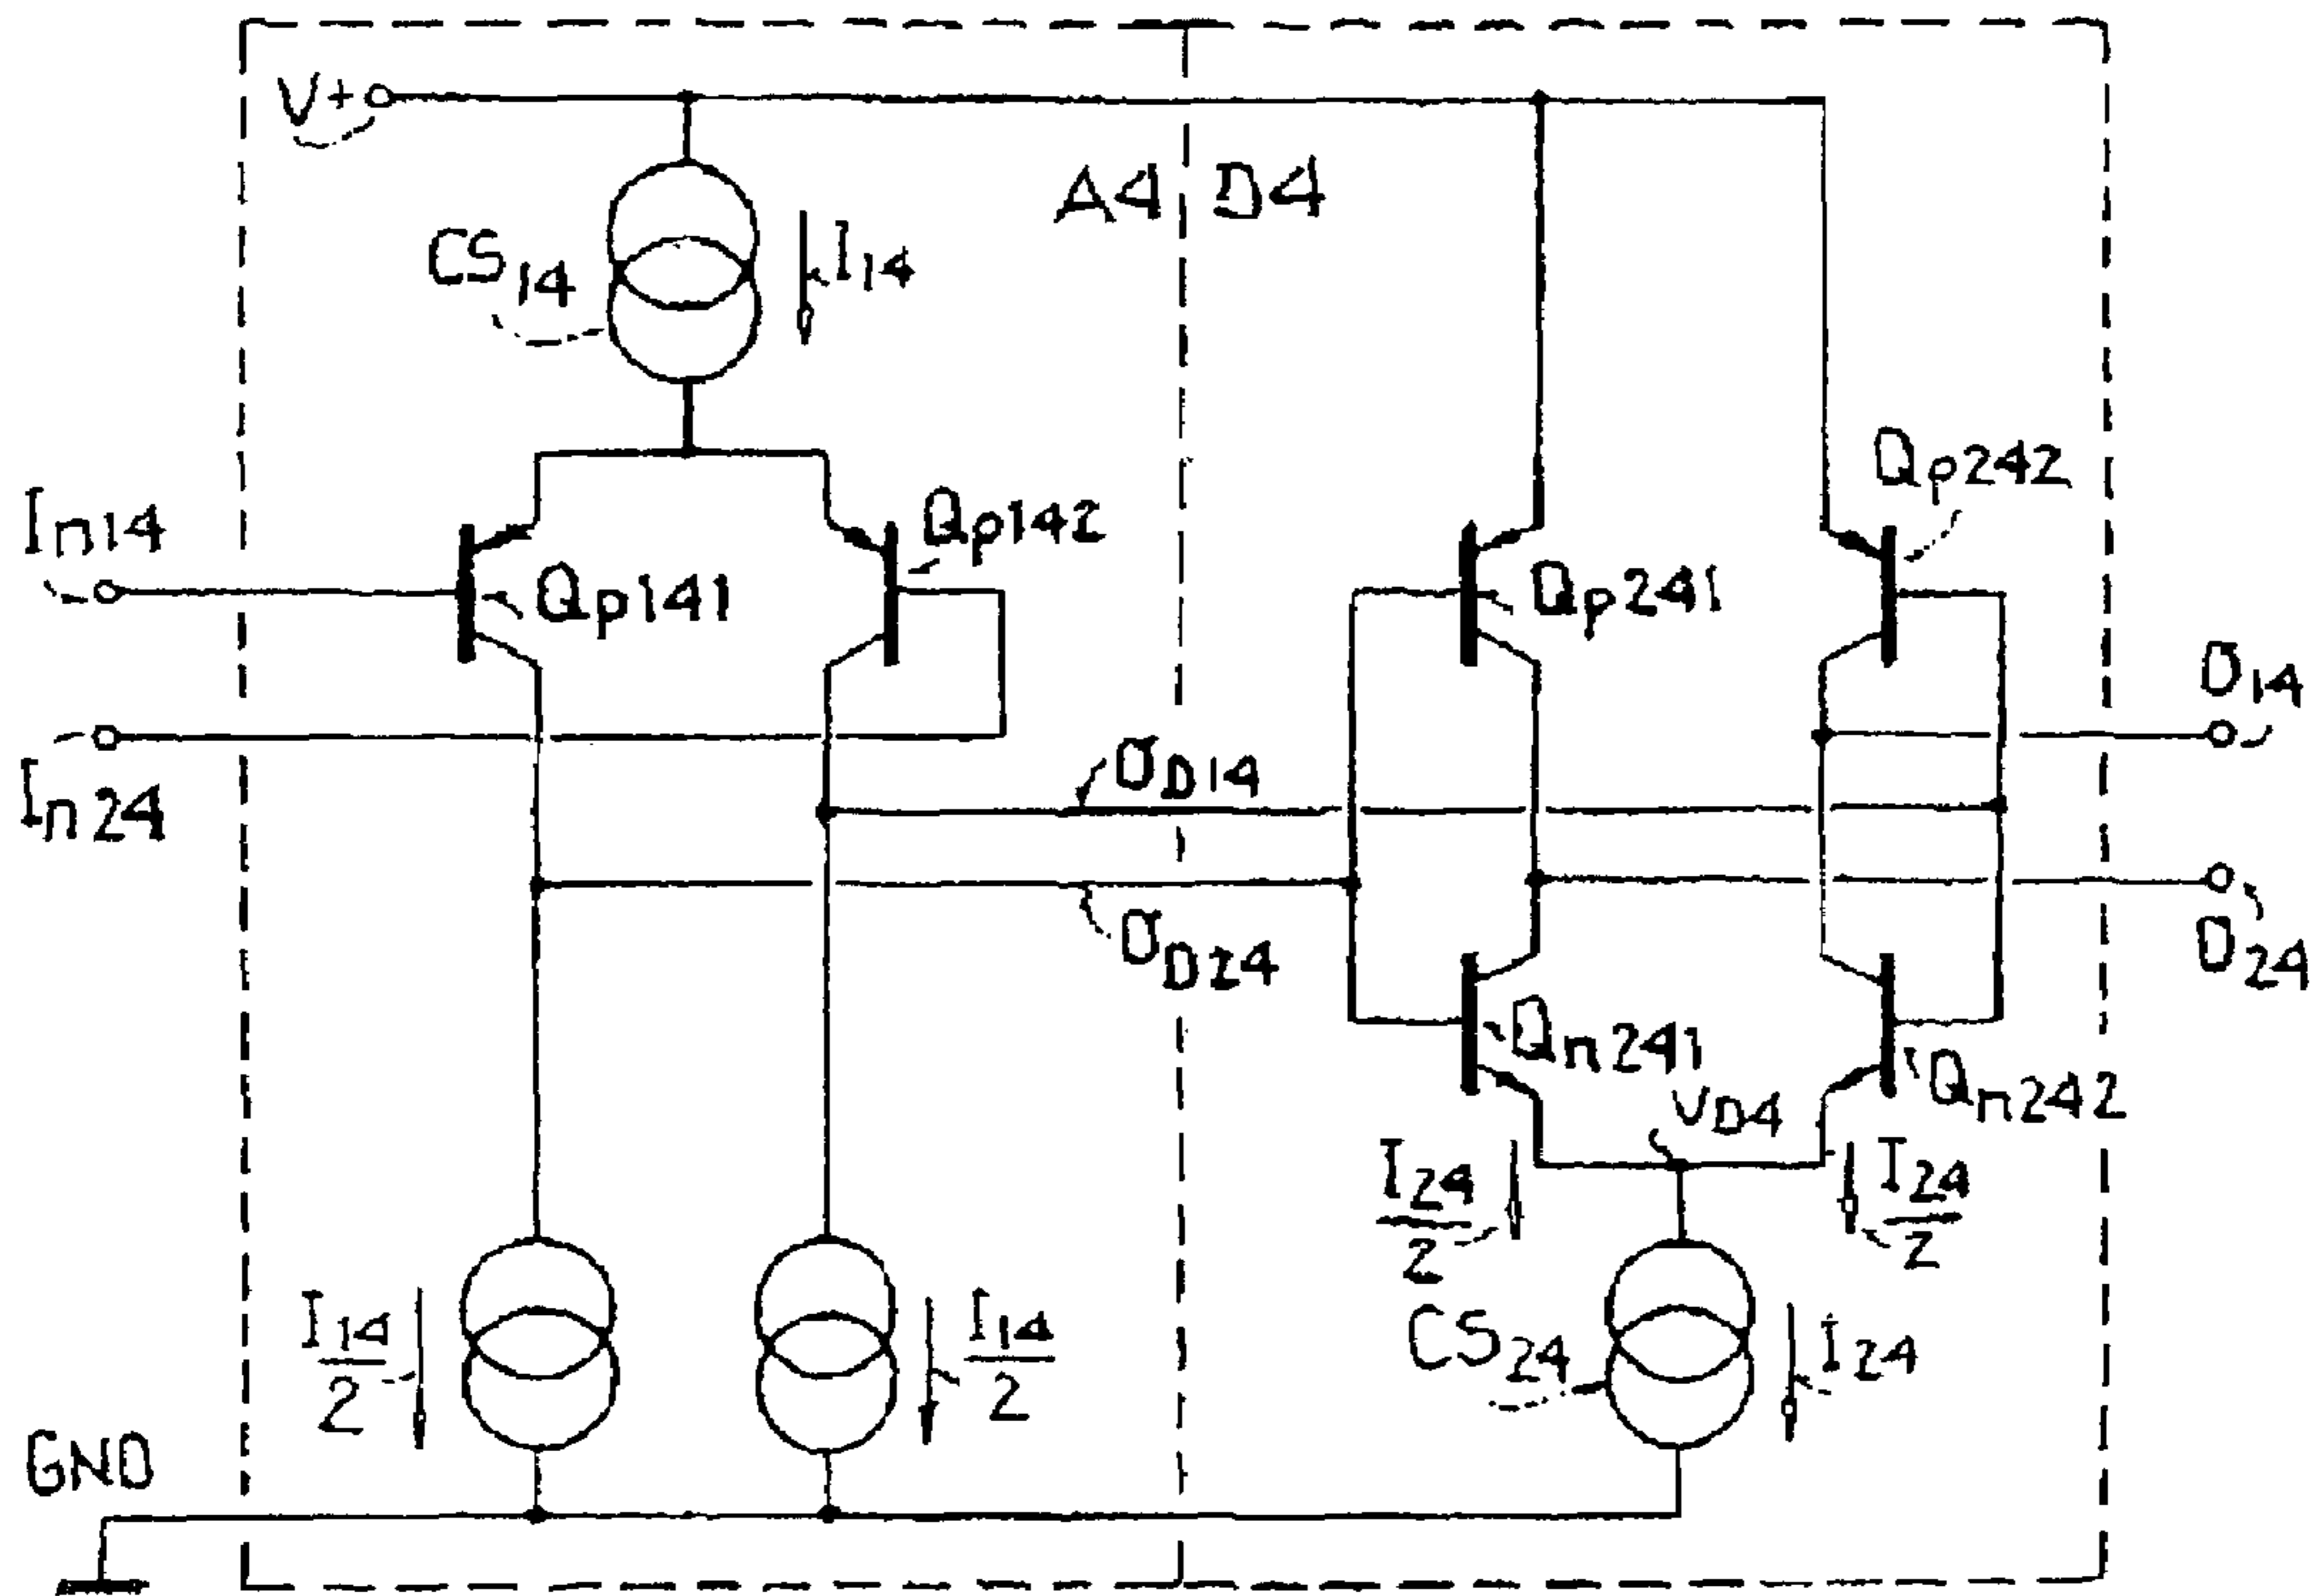 V+
A4
D4
CS14
I14
Qp242
In14
Qp142
Qp141
Qp241
O14
In24
OD14
OD24
O24
Qn241
Qn242
VD4
I24
2
I24
2
I14
2
I14
2
CS24
I24
GND